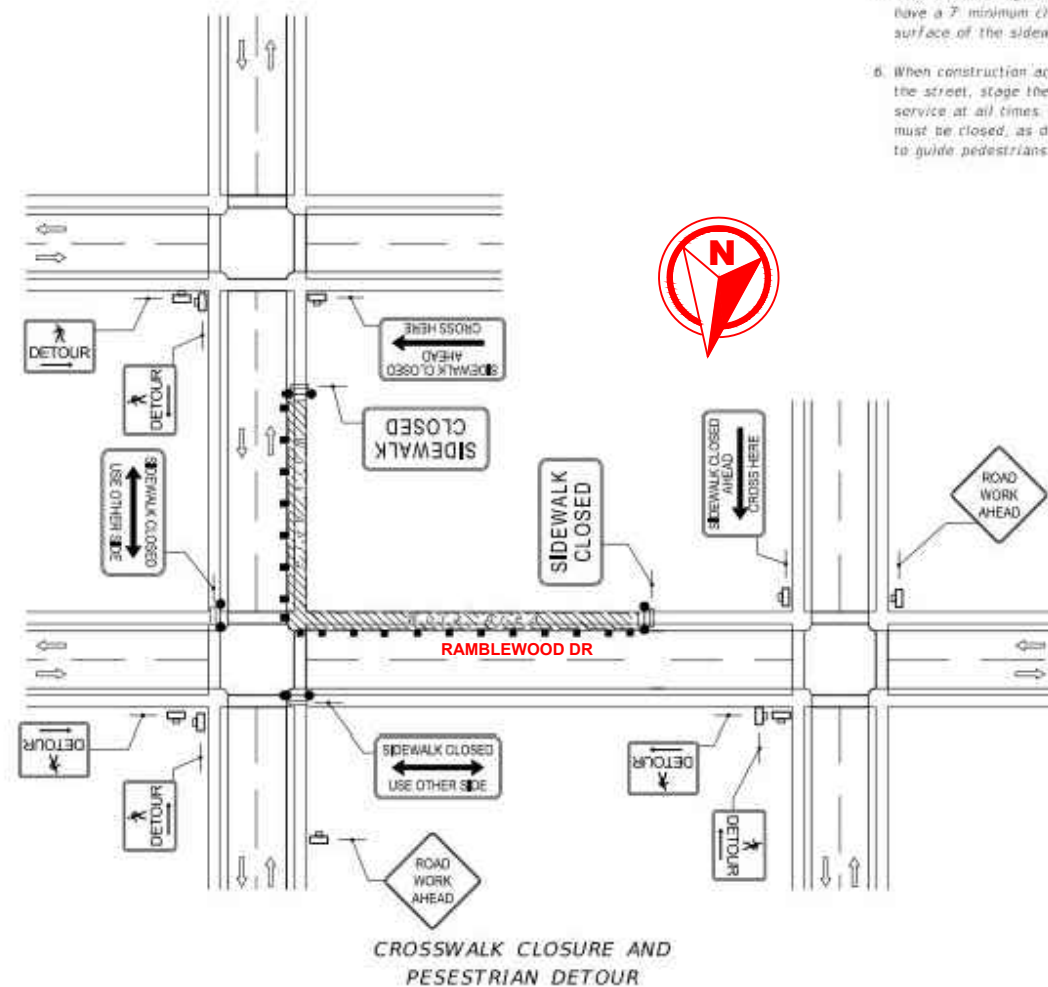 have a 7' minimum cl
surface of the sidew
6. When construction ac
the street, stage the
service at all times.
must be closed, as d
to guide pedestrians
N
DETOUR
DETOUR
SIDEWALK CLOSED
AHEAD
CROSS HERE
SIDEWALK
CLOSED
SIDEWALK CLOSED
USE OTHER SIDE
SIDEWALK
CLOSED
SIDEWALK CLOSED
AHEAD
CROSS HERE
ROAD
WORK
AHEAD
RAMBLEWOOD DR
DETOUR
DETOUR
SIDEWALK CLOSED
USE OTHER SIDE
DETOUR
DETOUR
ROAD
WORK
AHEAD
CROSSWALK CLOSURE AND
PESESTRIAN DETOUR